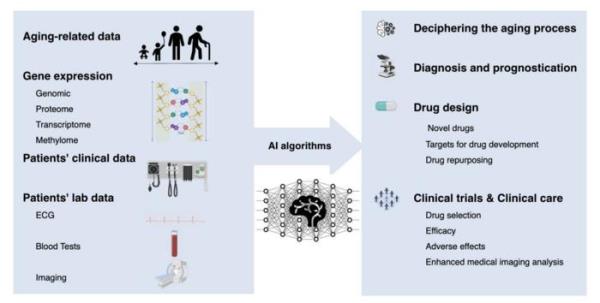 Aging-related data
Gene expression
Genomic
Proteome
Transcriptome
Methylome
Patients' clinical data
Patients' lab data
ECG
Blood Tests
Imaging
AI algorithms
Deciphering the aging process
Diagnosis and prognostication
Drug design
Novel drugs
Targets for drug development
Drug repurposing
Clinical trials & Clinical care
Drug selection
Efficacy
Adverse effects
Enhanced medical imaging analysis